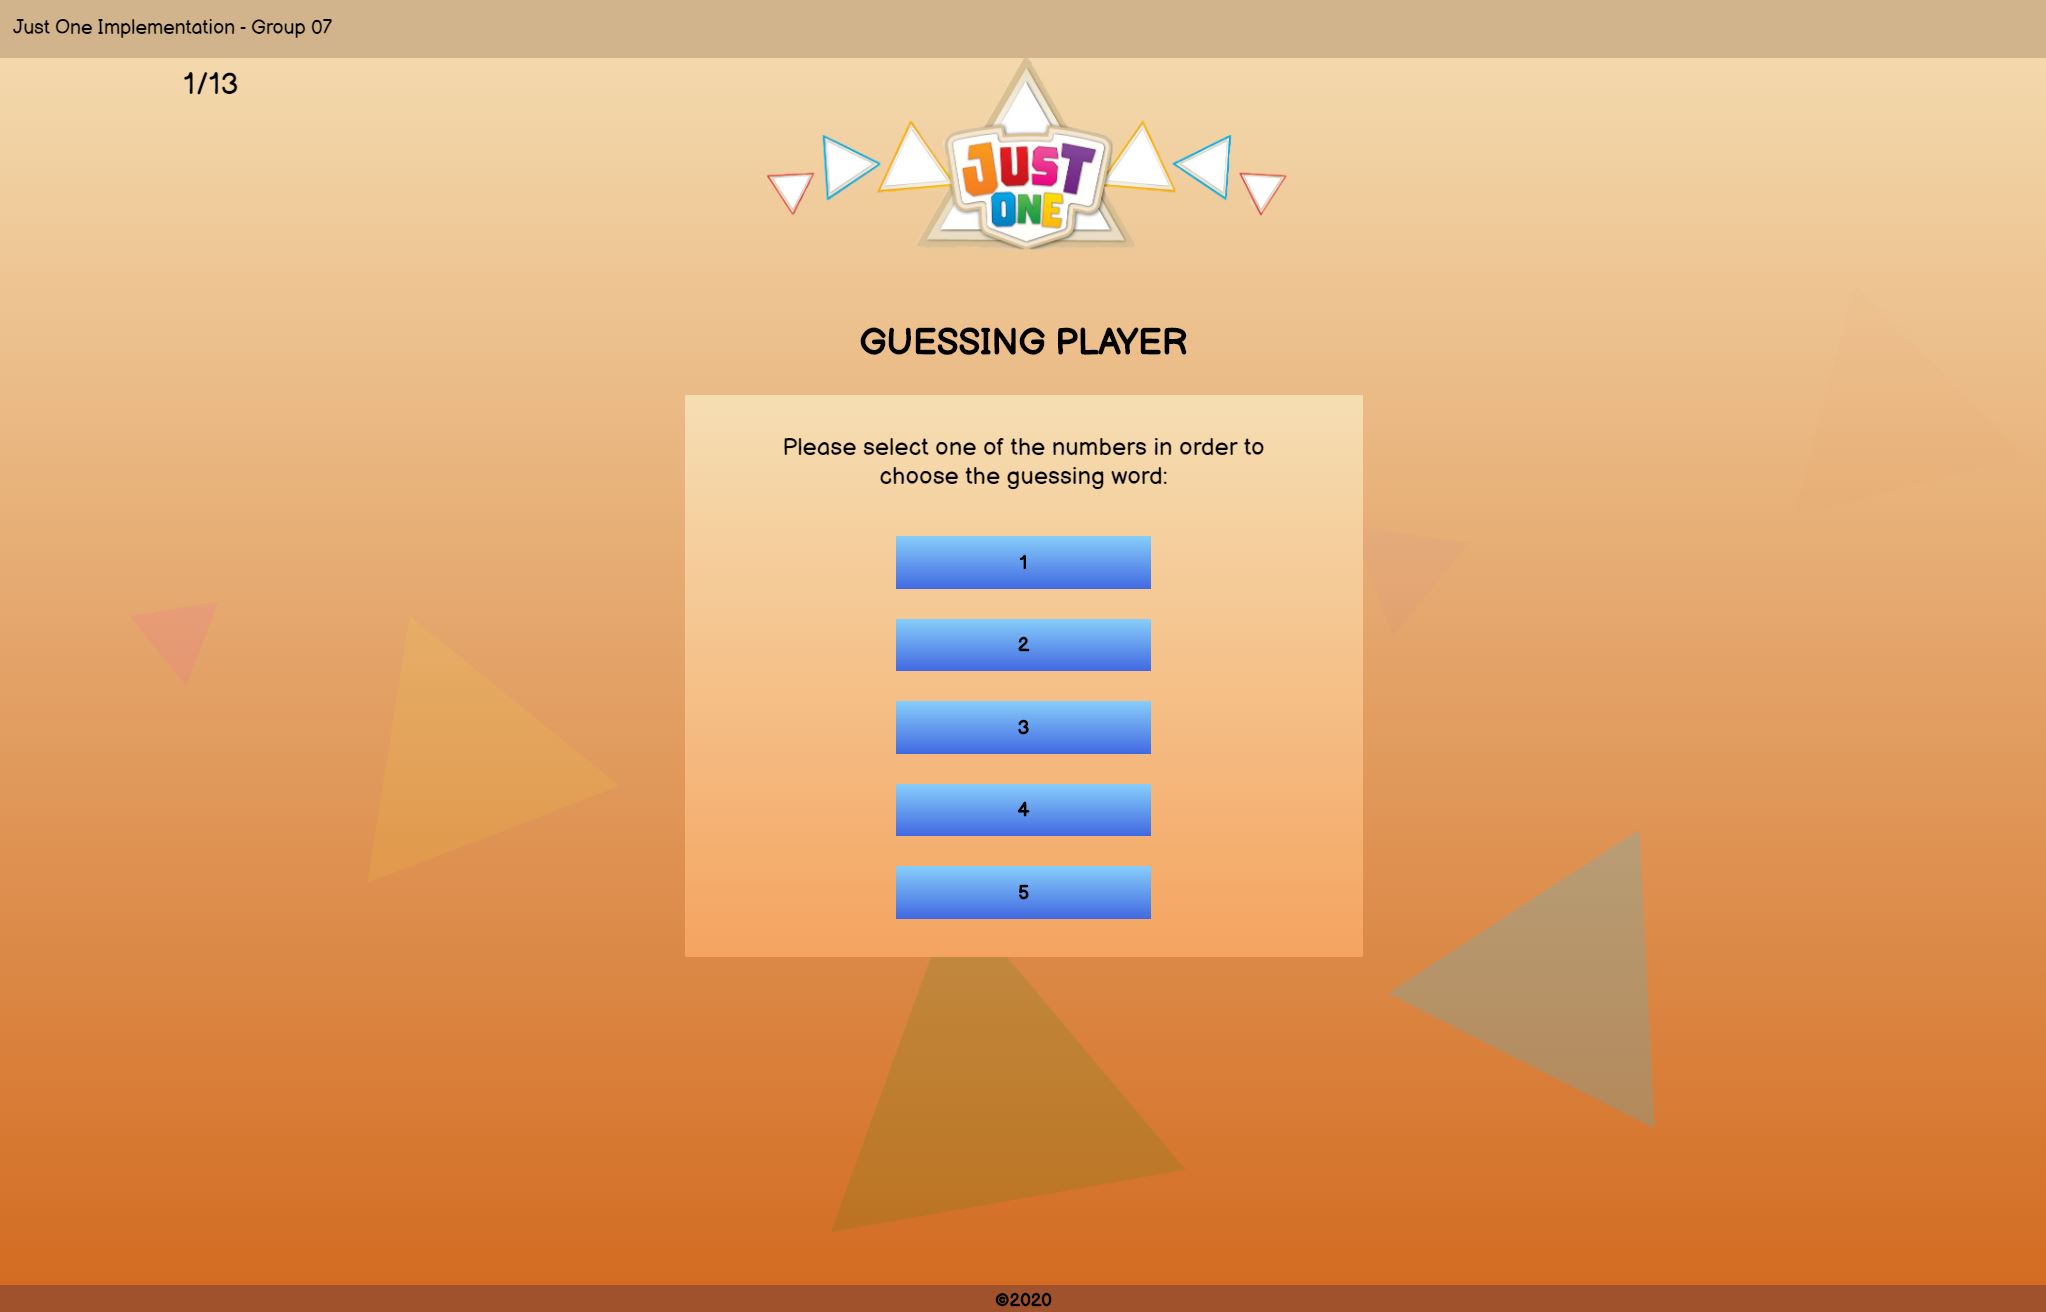 Just One Implementation - Group 07
1/13
JUST
ONE
GUESSING PLAYER
Please select one of the numbers in order to
choose the guessing word:
1
2
3
4
5
©2020